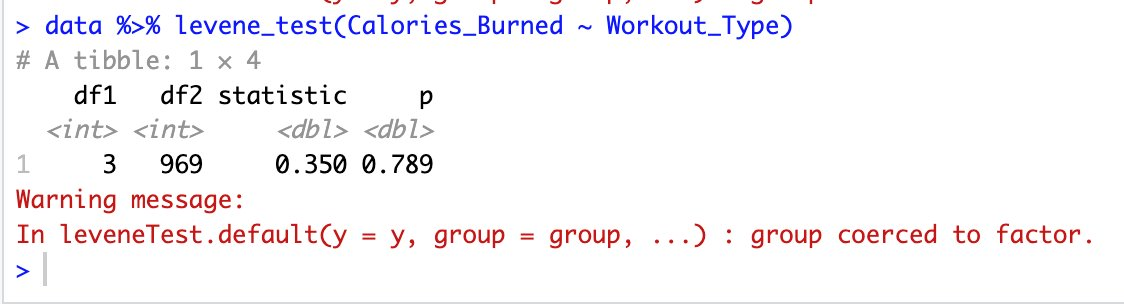 > data %>% levene_test(Calories_Burned ~ Workout_Type)
# A tibble: 1 × 4
df1 df2 statistic p
<int> <int> <dbl> <dbl>
1 3 969 0.350 0.789
Warning message:
In leveneTest.default(y = y, group = group, ...) : group coerced to factor.
>